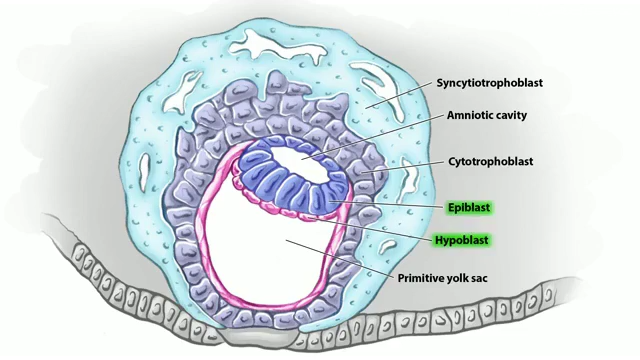 Syncytiotrophoblast
Amniotic cavity
Cytotrophoblast
Epiblast
Hypoblast
Primitive yolk sac